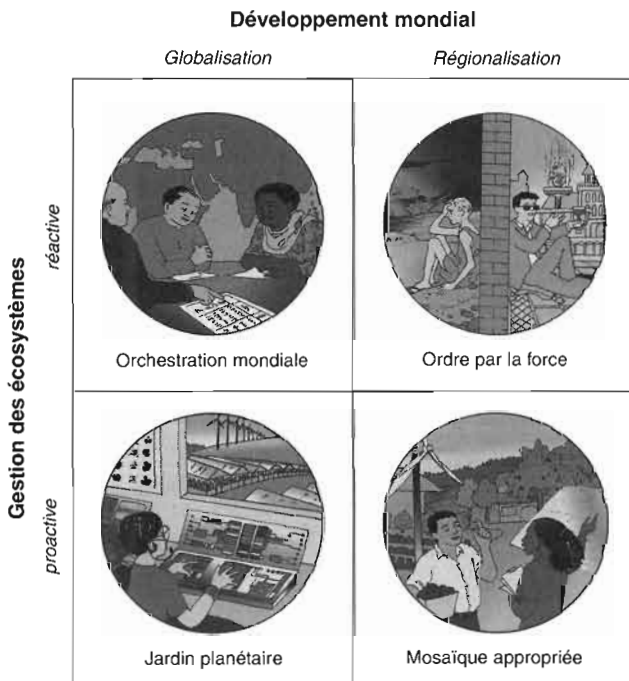 Développement mondial
Globalisation
Régionalisation
Gestion des écosystèmes
réactive
Orchestration mondiale
Ordre par la force
proactive
Jardin planétaire
Mosaïque appropriée